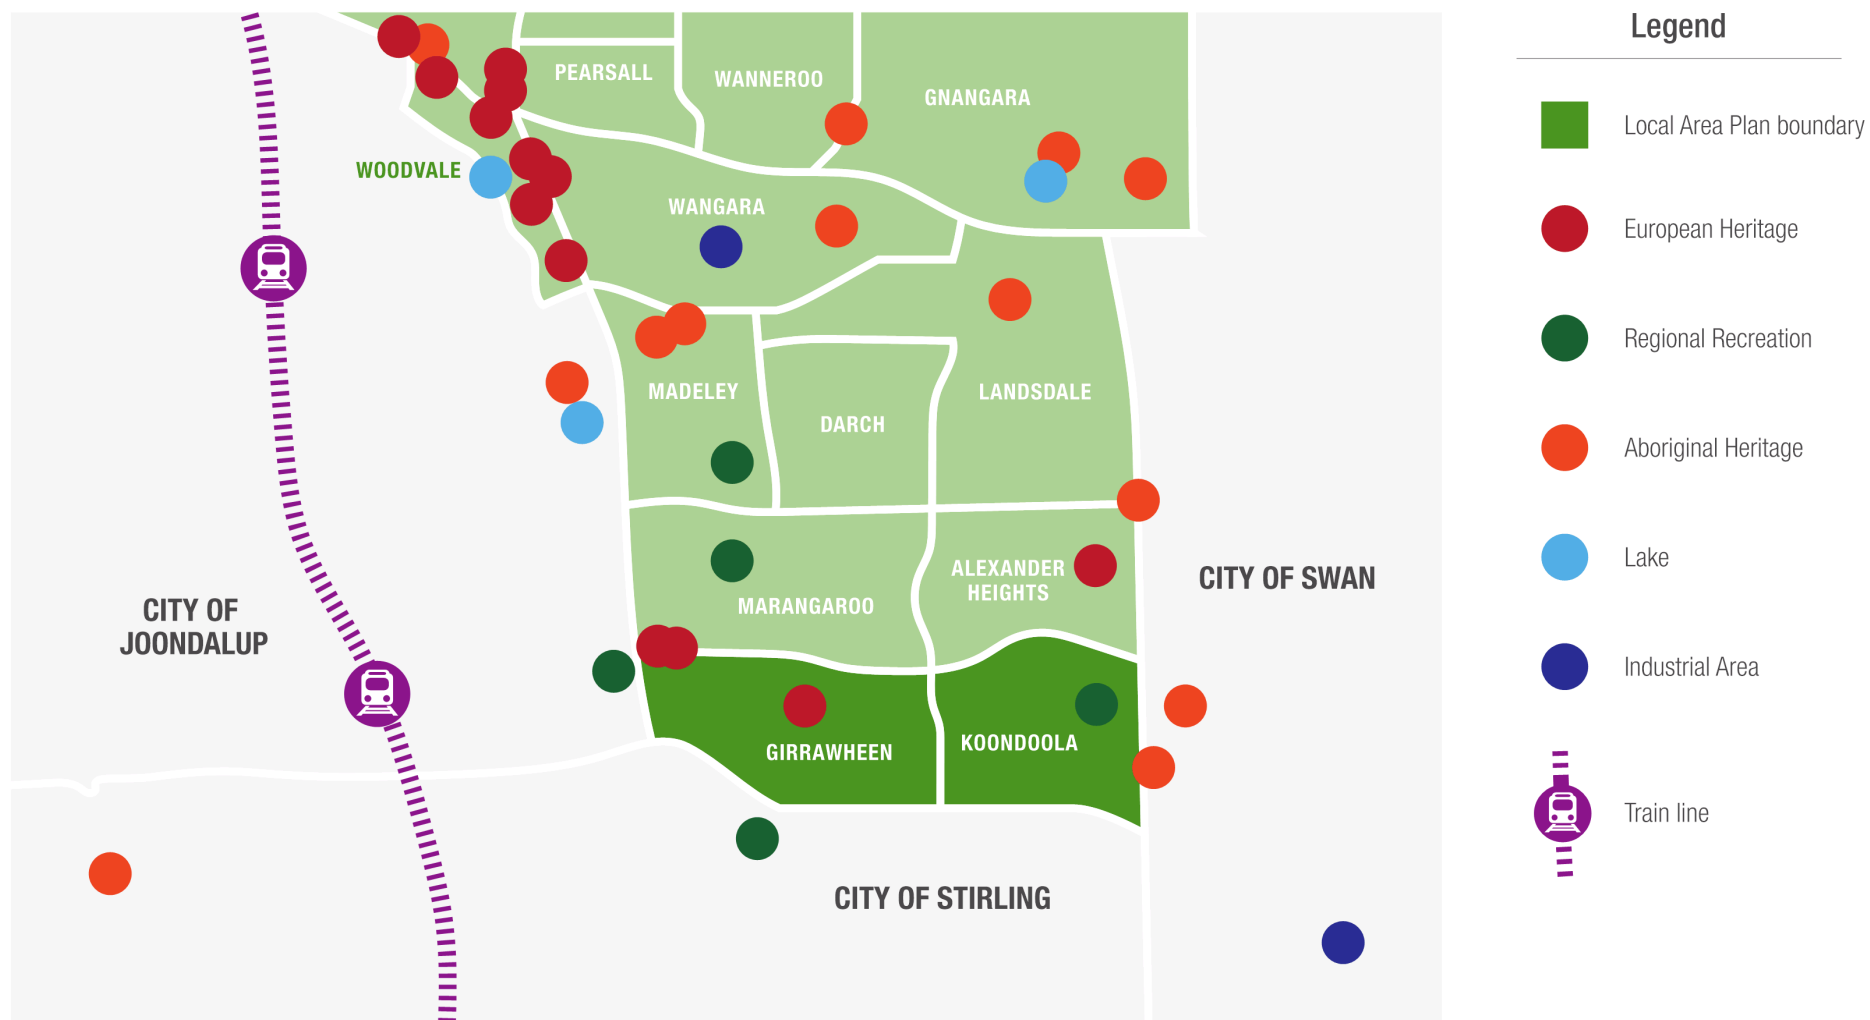 PEARSALL
WANNEROO
GNANGARA
WOODVALE
WANGARA
MADELEY
DARCH
LANDSDALE
MARANGAROO
ALEXANDER
HEIGHTS
GIRRAWHEEN
KOONDOOLA
CITY OF
JOONDALUP
CITY OF SWAN
CITY OF STIRLING
Legend
Local Area Plan boundary
European Heritage
Regional Recreation
Aboriginal Heritage
Lake
Industrial Area
Train line